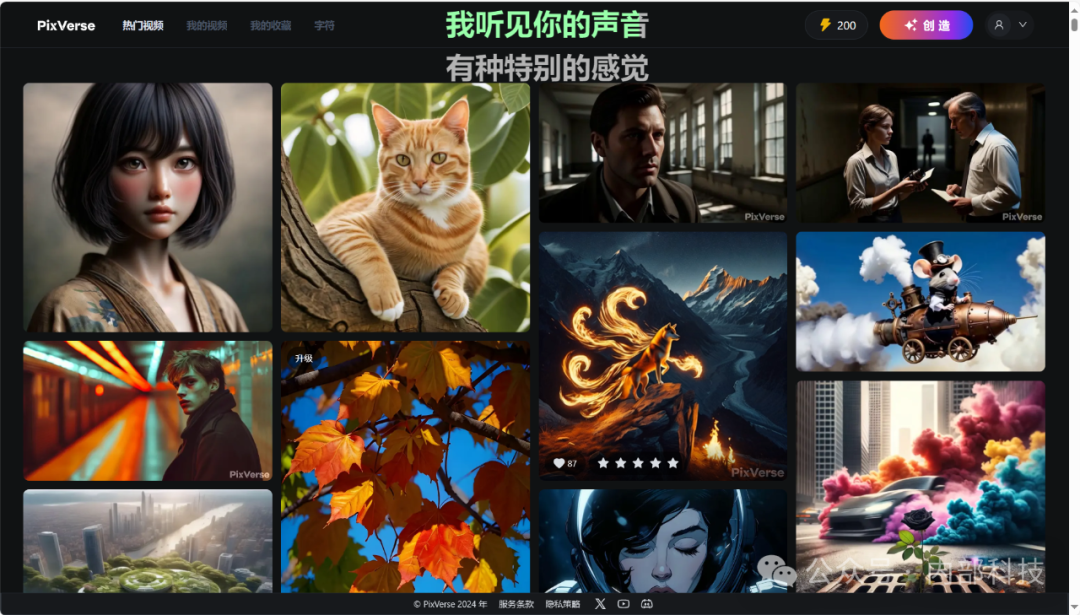 PixVerse 热门视频 我的视频 我的收藏 字符 200 创 造
我听见你的声音
有种特别的感觉
PixVerse
PixVerse
升级
PixVerse
87
PixVerse
公众号 · 内部科技
© PixVerse 2024 年 服务条款 隐私策略